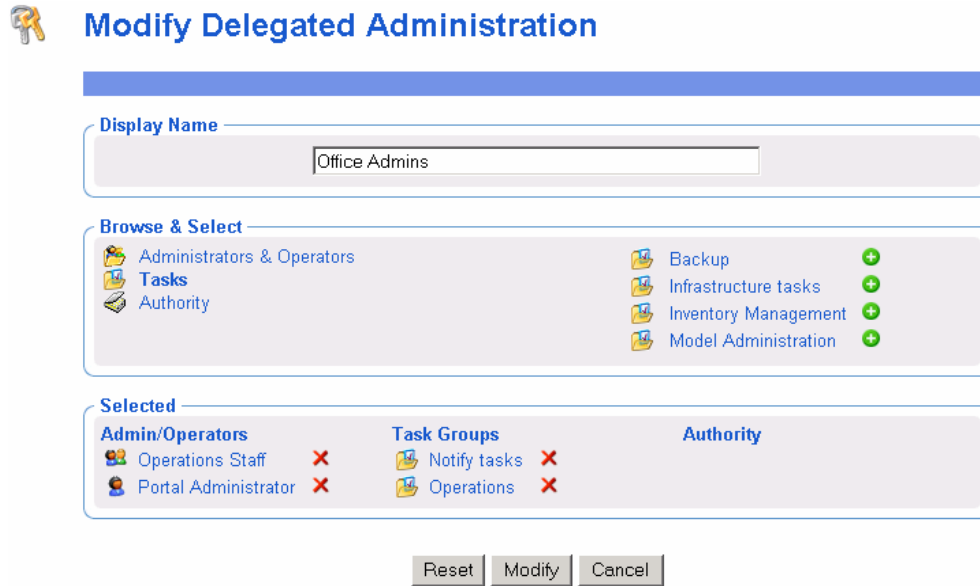 Modify Delegated Administration
Display Name
Office Admins
Browse & Select
Administrators & Operators
Tasks
Authority
Backup
Infrastructure tasks
Inventory Management
Model Administration
Selected
Admin/Operators
Operations Staff
Portal Administrator
Task Groups
Notify tasks
Operations
Authority
Reset Modify Cancel